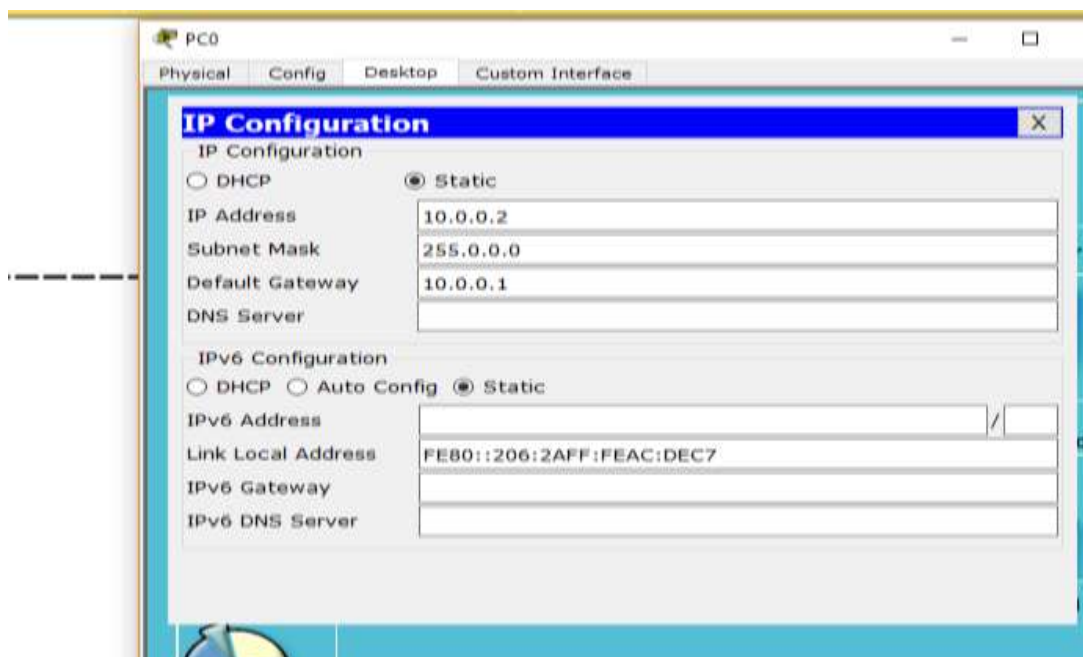 PC0
Physical Config Desktop Custom Interface
IP Configuration X
IP Configuration
DHCP Static
IP Address 10.0.0.2
Subnet Mask 255.0.0.0
Default Gateway 10.0.0.1
DNS Server
IPv6 Configuration
DHCP Auto Config Static
IPv6 Address /
Link Local Address FE80::206:2AFF:FEAC:DEC7
IPv6 Gateway
IPv6 DNS Server